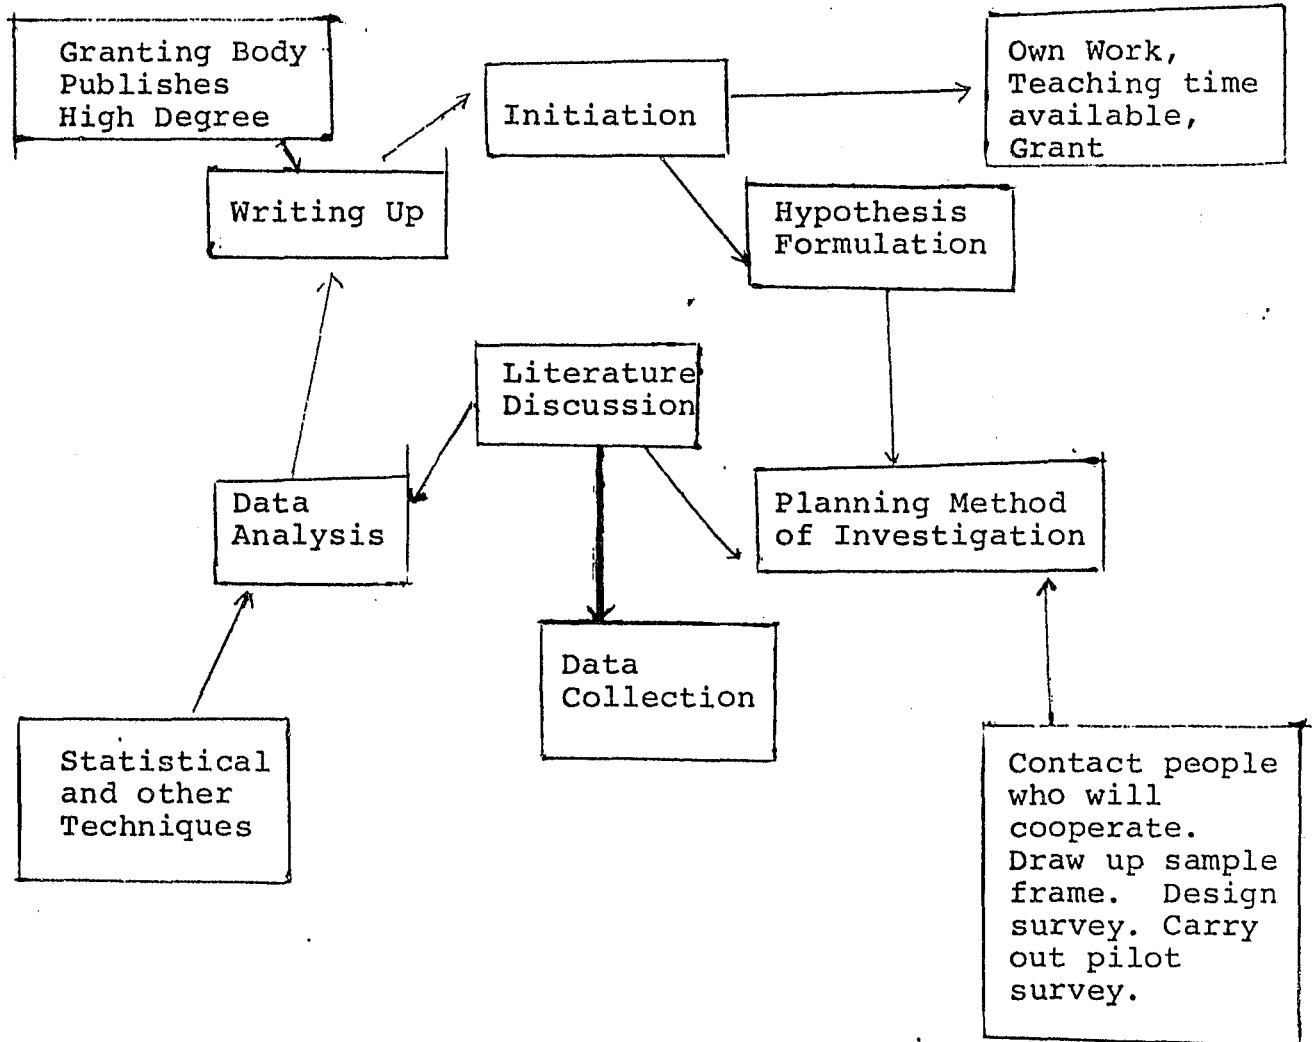 Granting Body
Publishes
High Degree
Initiation
Own Work,
Teaching time
available,
Grant
Writing Up
Hypothesis
Formulation
Literature
Discussion
Data
Analysis
Planning Method
of Investigation
Data
Collection
Statistical
and other
Techniques
Contact people
who will
cooperate.
Draw up sample
frame.  Design
survey. Carry
out pilot
survey.